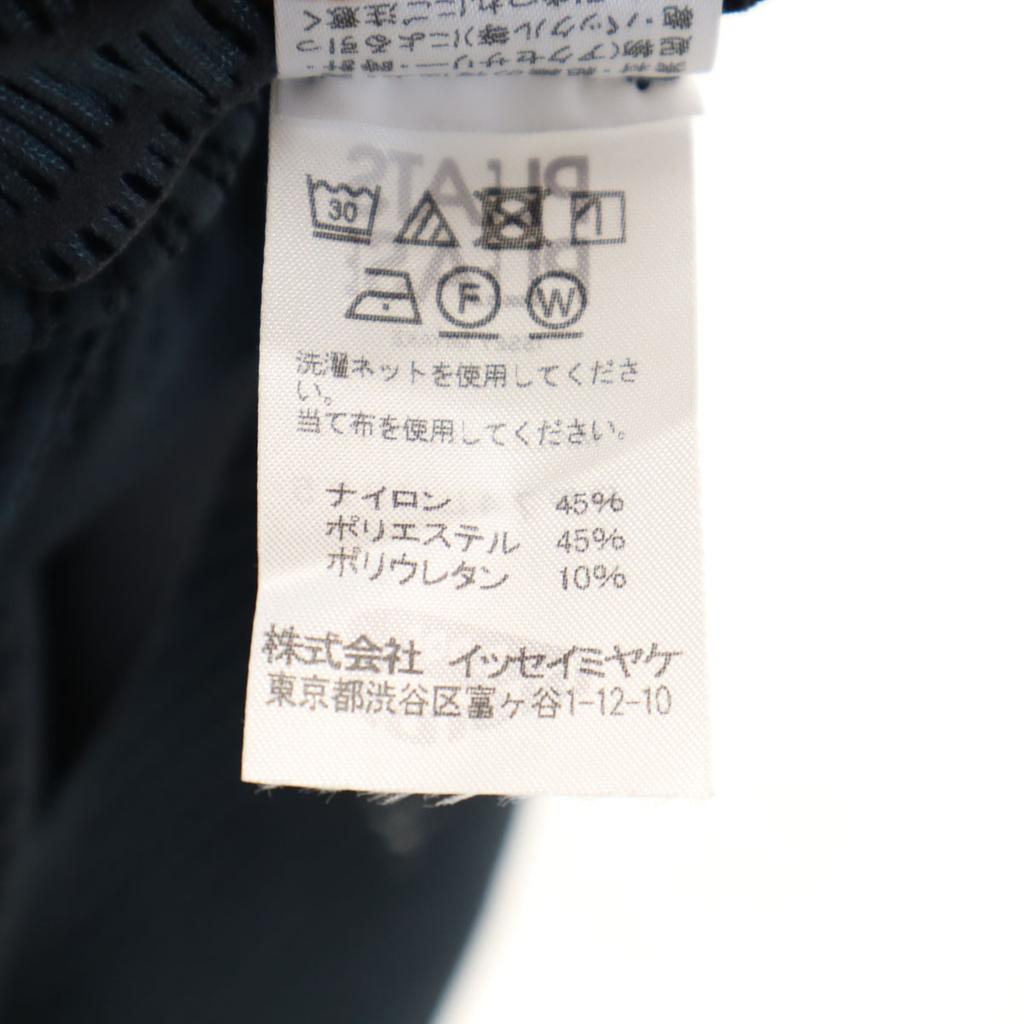 30
F
W
洗濯ネットを使用してくださ
い。
当て布を使用してください。
ナイロン 45%
ポリエステル 45%
ポリウレタン 10%
株式会社 イッセイミヤケ
東京都渋谷区富ヶ谷1-12-10